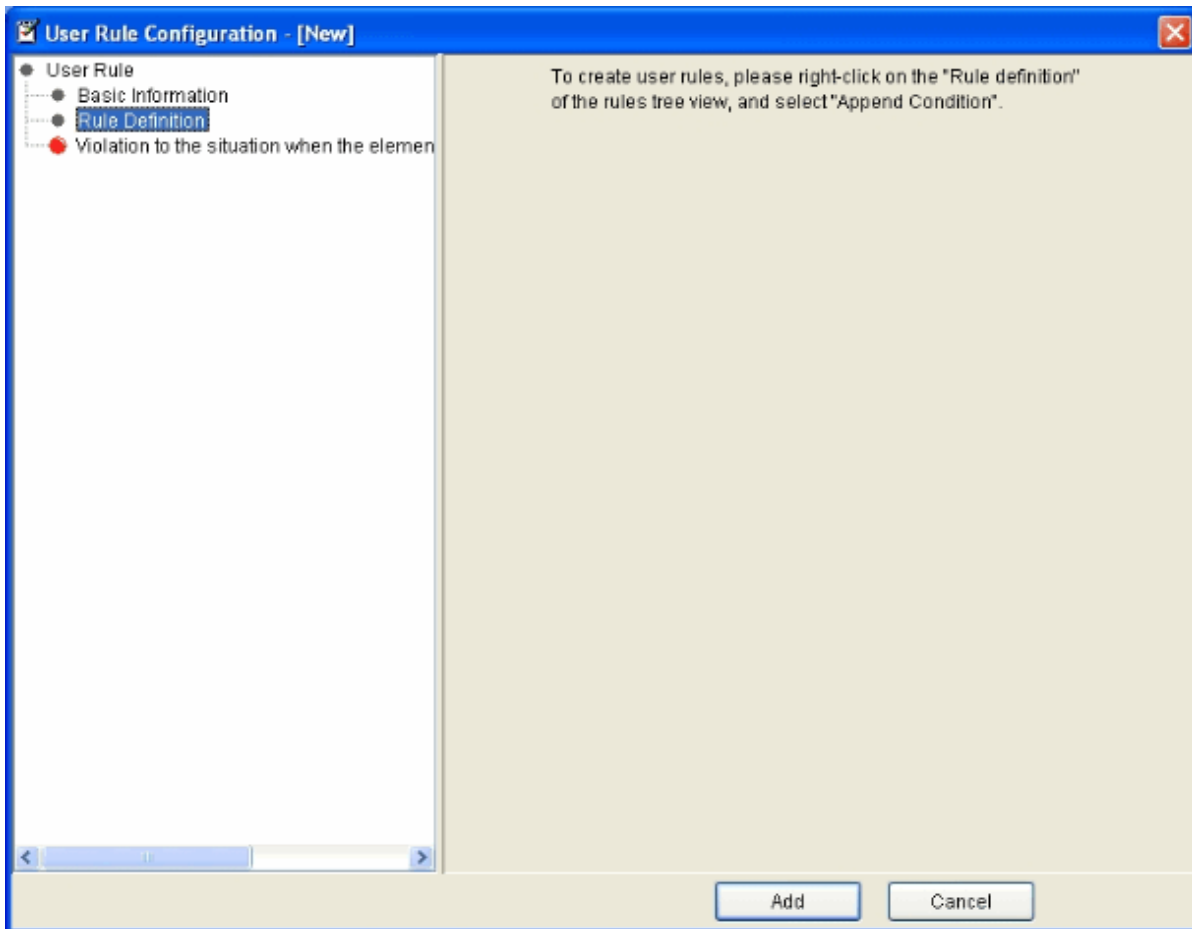 User Rule Configuration - [New]
User Rule
Basic Information
Rule Definition
Violation to the situation when the elemen
To create user rules, please right-click on the "Rule definition"
of the rules tree view, and select "Append Condition".
Add
Cancel